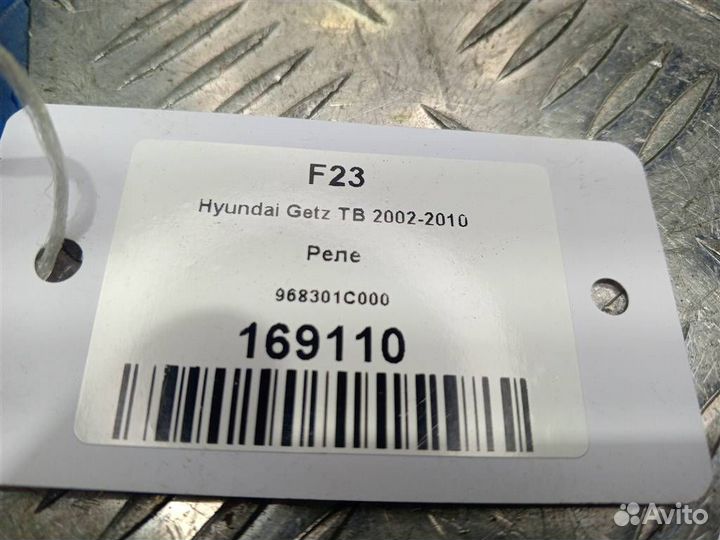 F23
Hyundai Getz TB 2002-2010
Реле
968301C000
169110
Avito